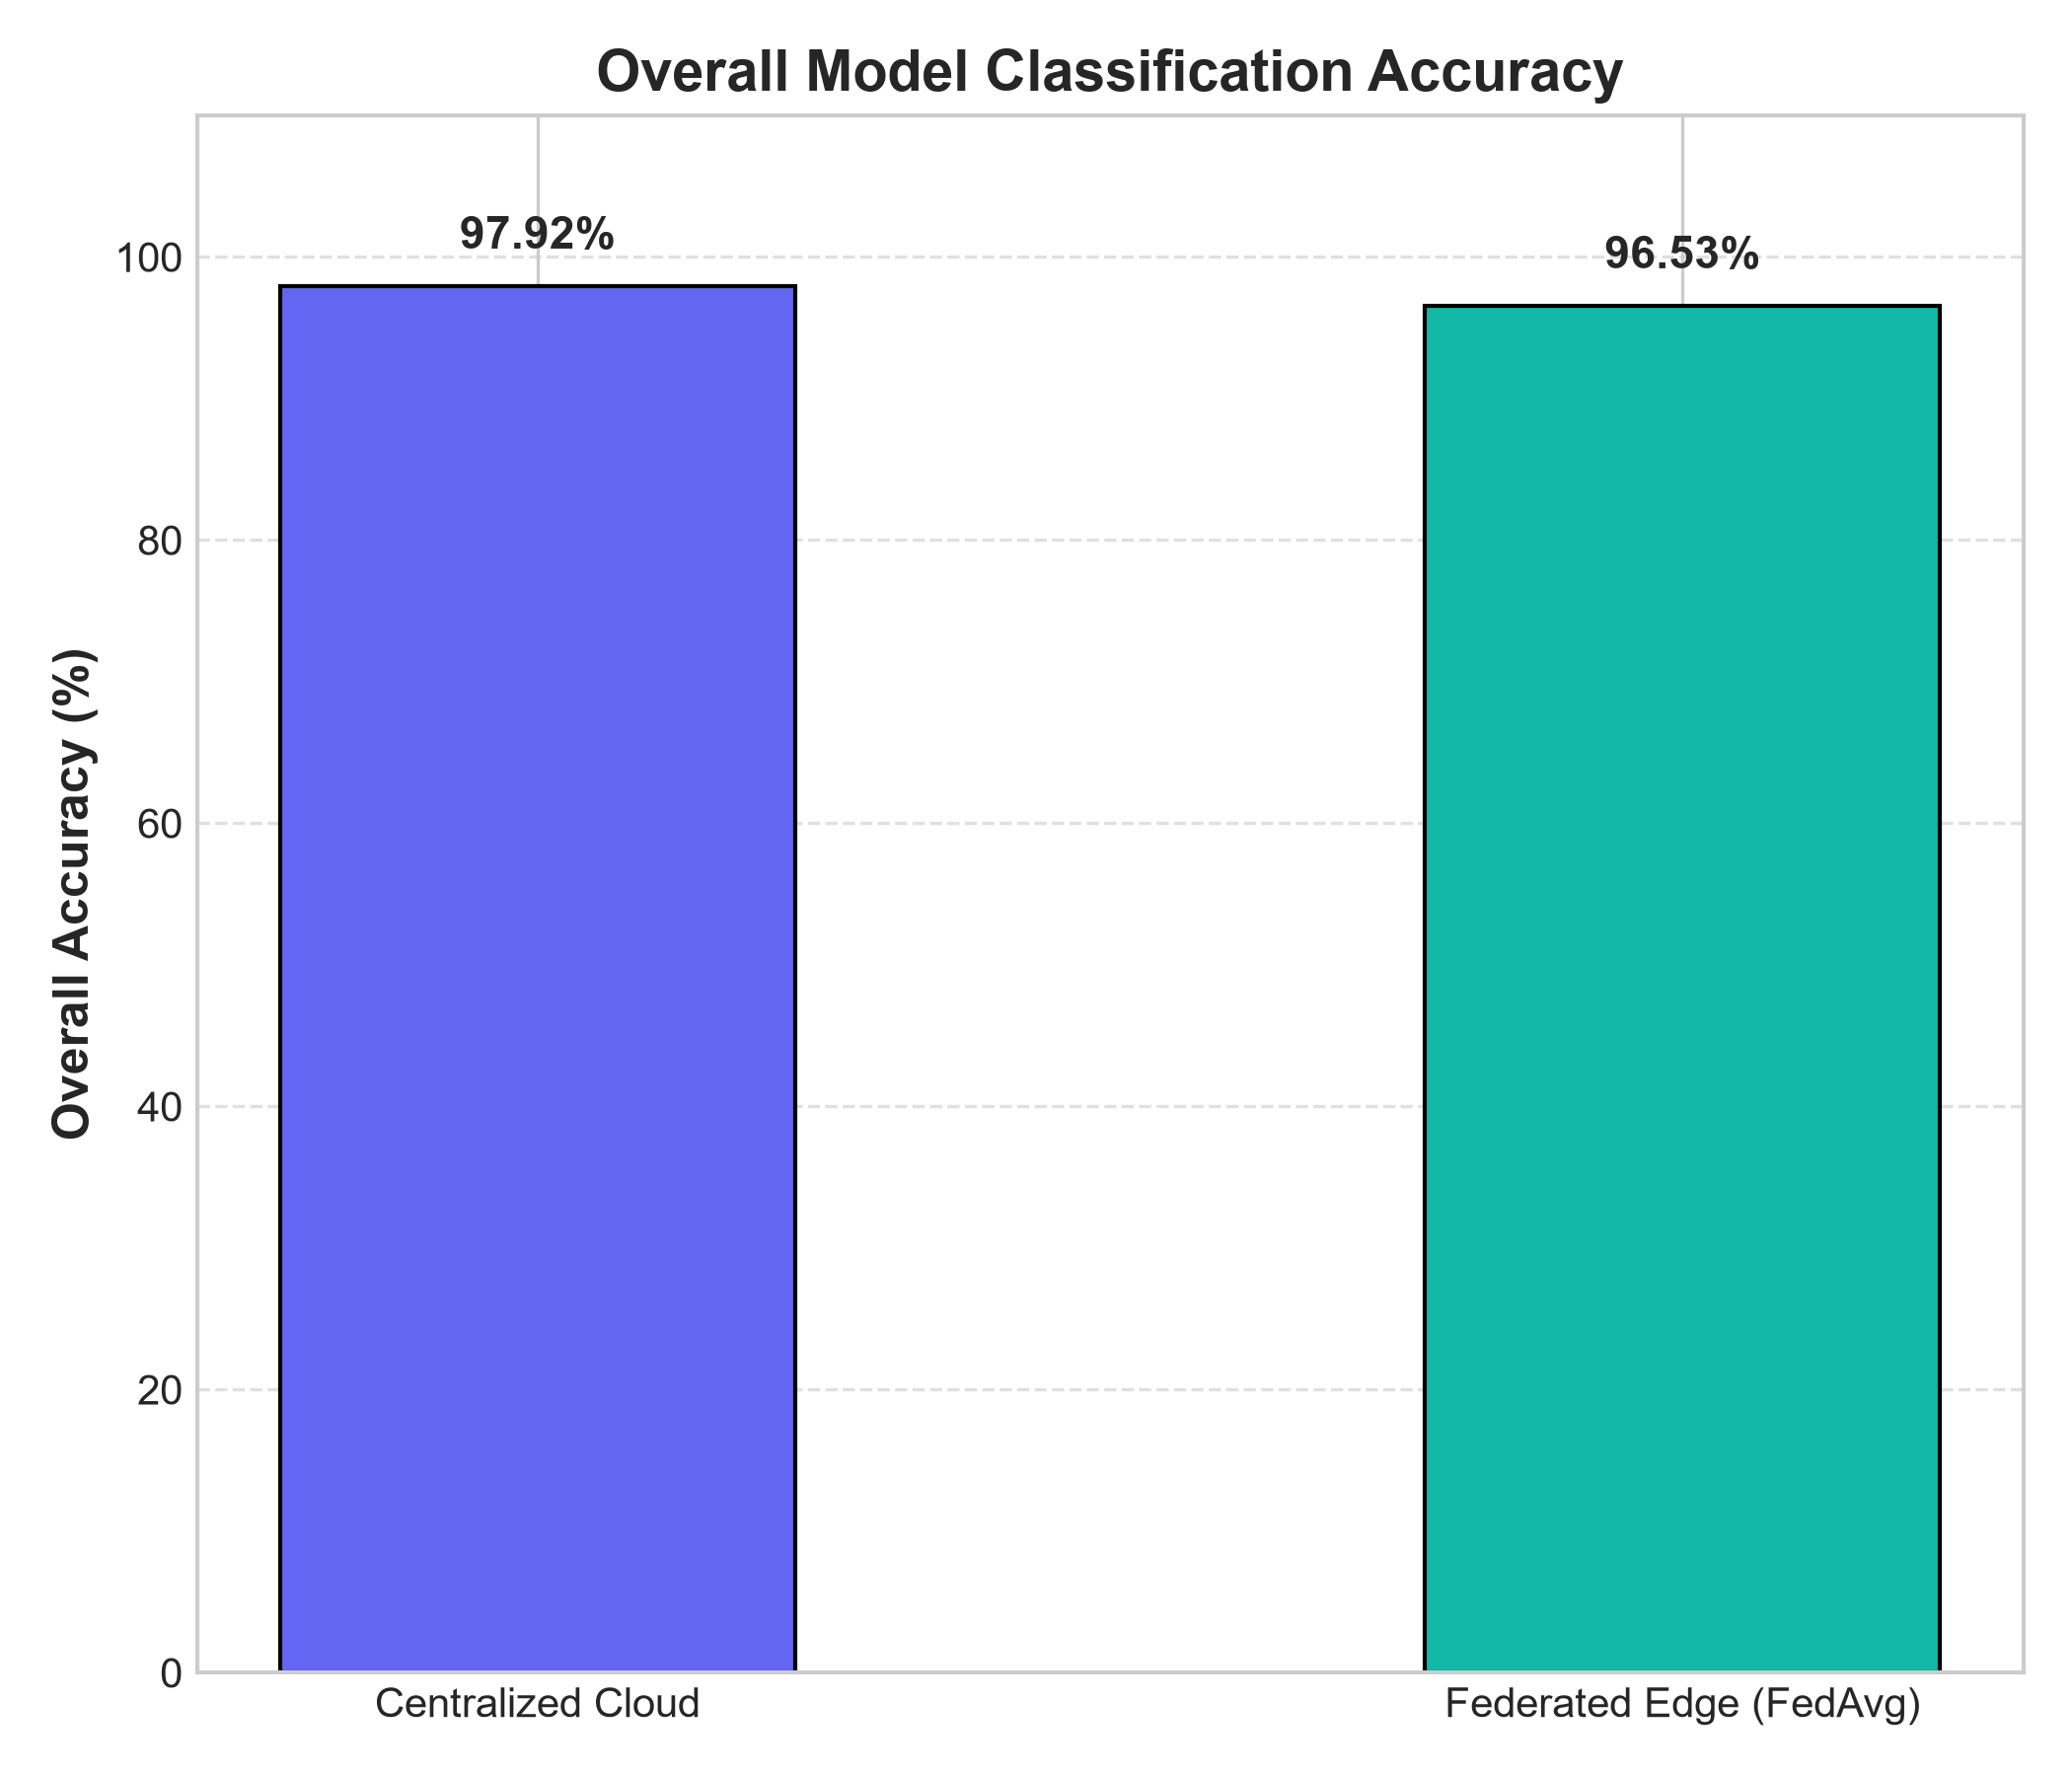 Overall Model Classification Accuracy
97.92%
96.53%
100
80
60
40
20
0
Overall Accuracy (%)
Centralized Cloud
Federated Edge (FedAvg)